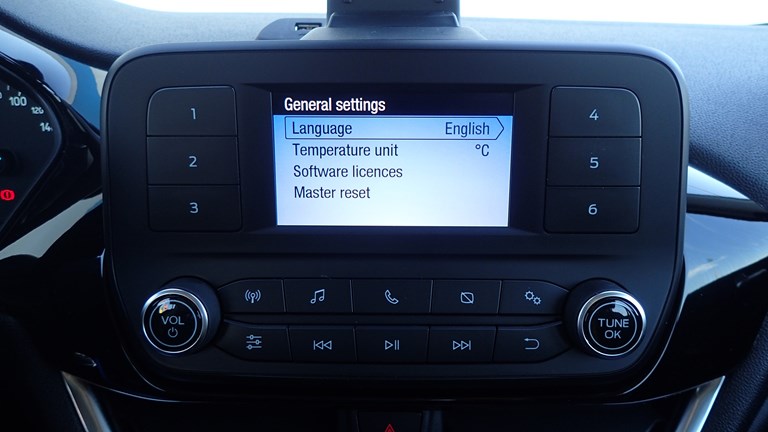 General settings
Language English
Temperature unit °C
Software licences
Master reset
1
2
3
4
5
6
VOL
TUNE
OK
100
120